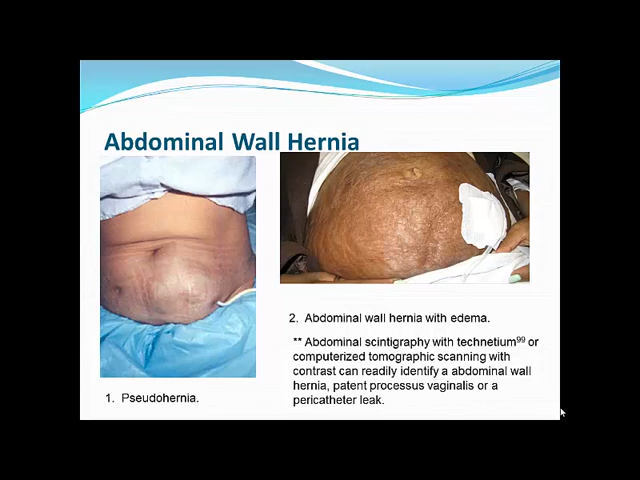 Abdominal Wall Hernia
2. Abdominal wall hernia with edema.
** Abdominal scintigraphy with technetium⁹⁹ or
computerized tomographic scanning with
contrast can readily identify a abdominal wall
hernia, patent processus vaginalis or a
pericatheter leak.
1. Pseudohernia.